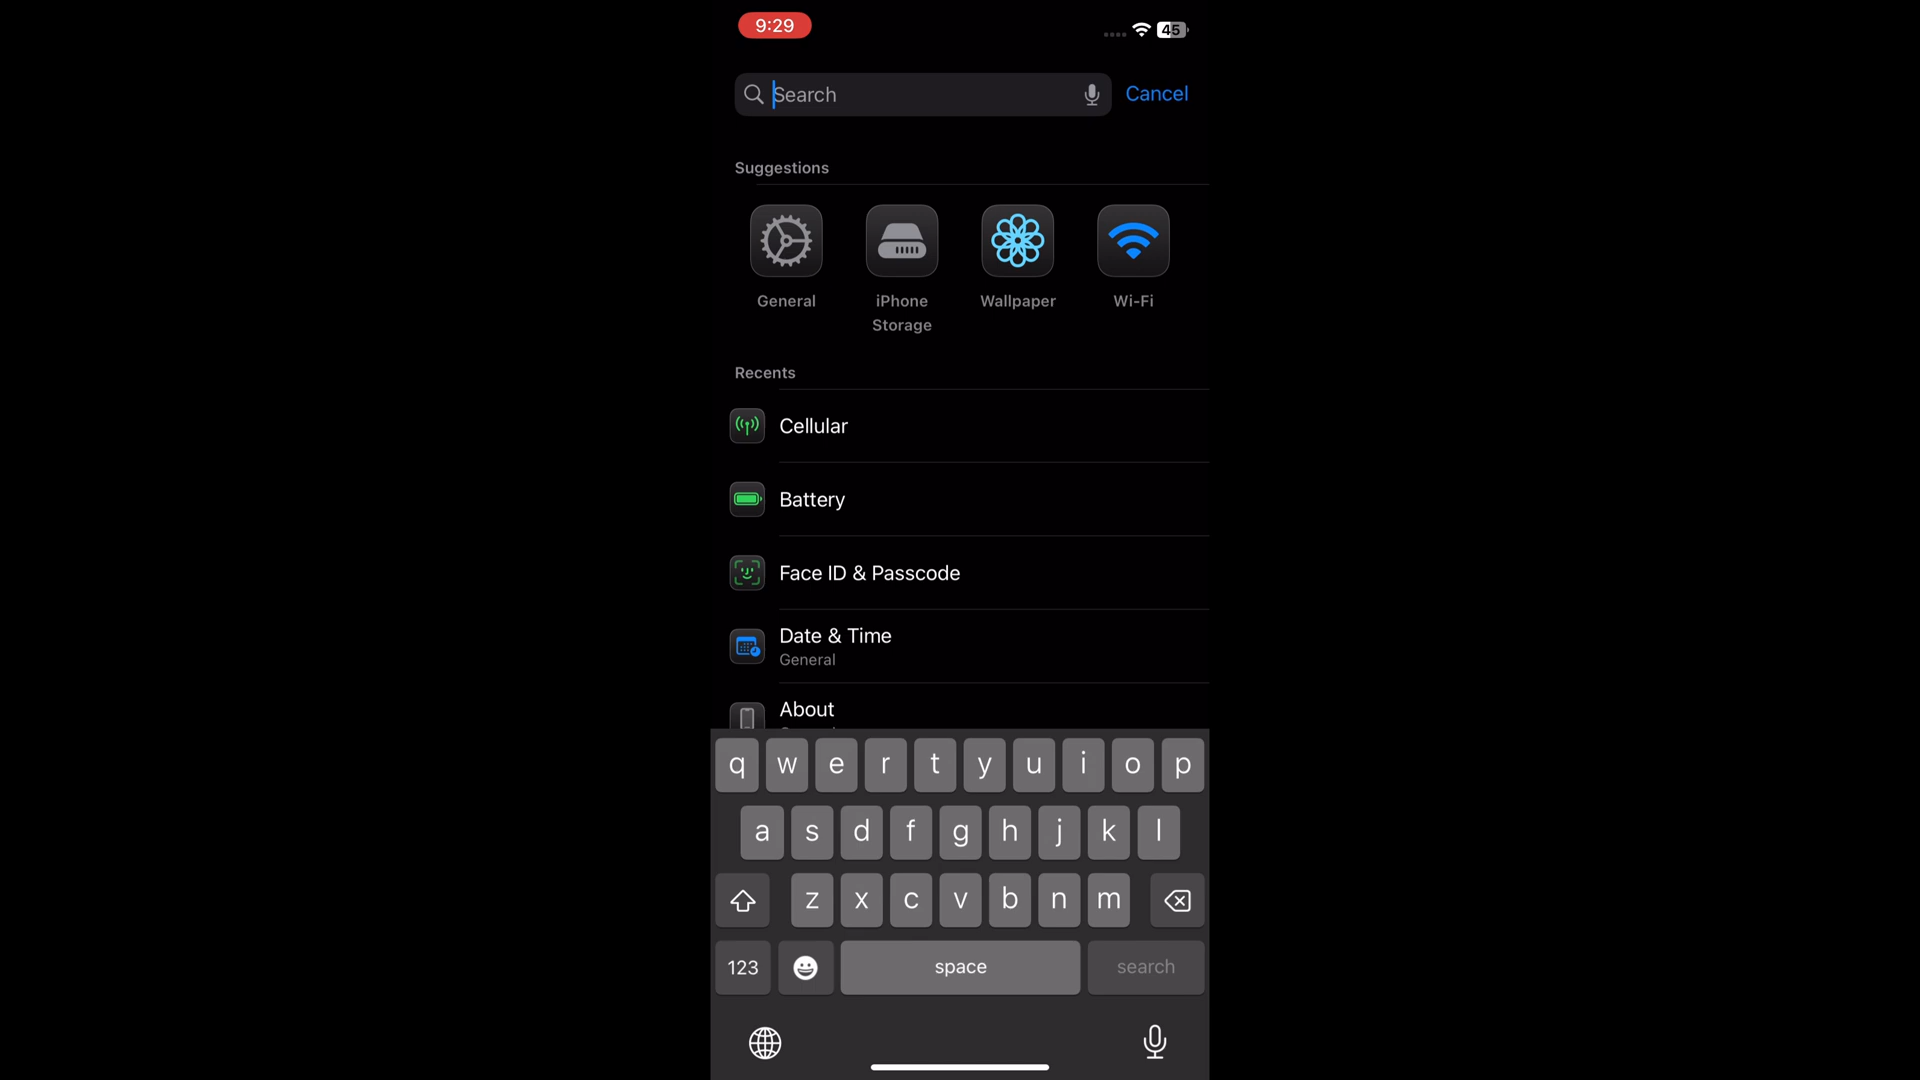 9:29
45
Search
Cancel
Suggestions
General
iPhone
Storage
Wallpaper
Wi-Fi
Recents
Cellular
Battery
Face ID & Passcode
Date & Time
General
About
q w e r t y u i o p
a s d f g h j k l
z x c v b n m
123
space
search